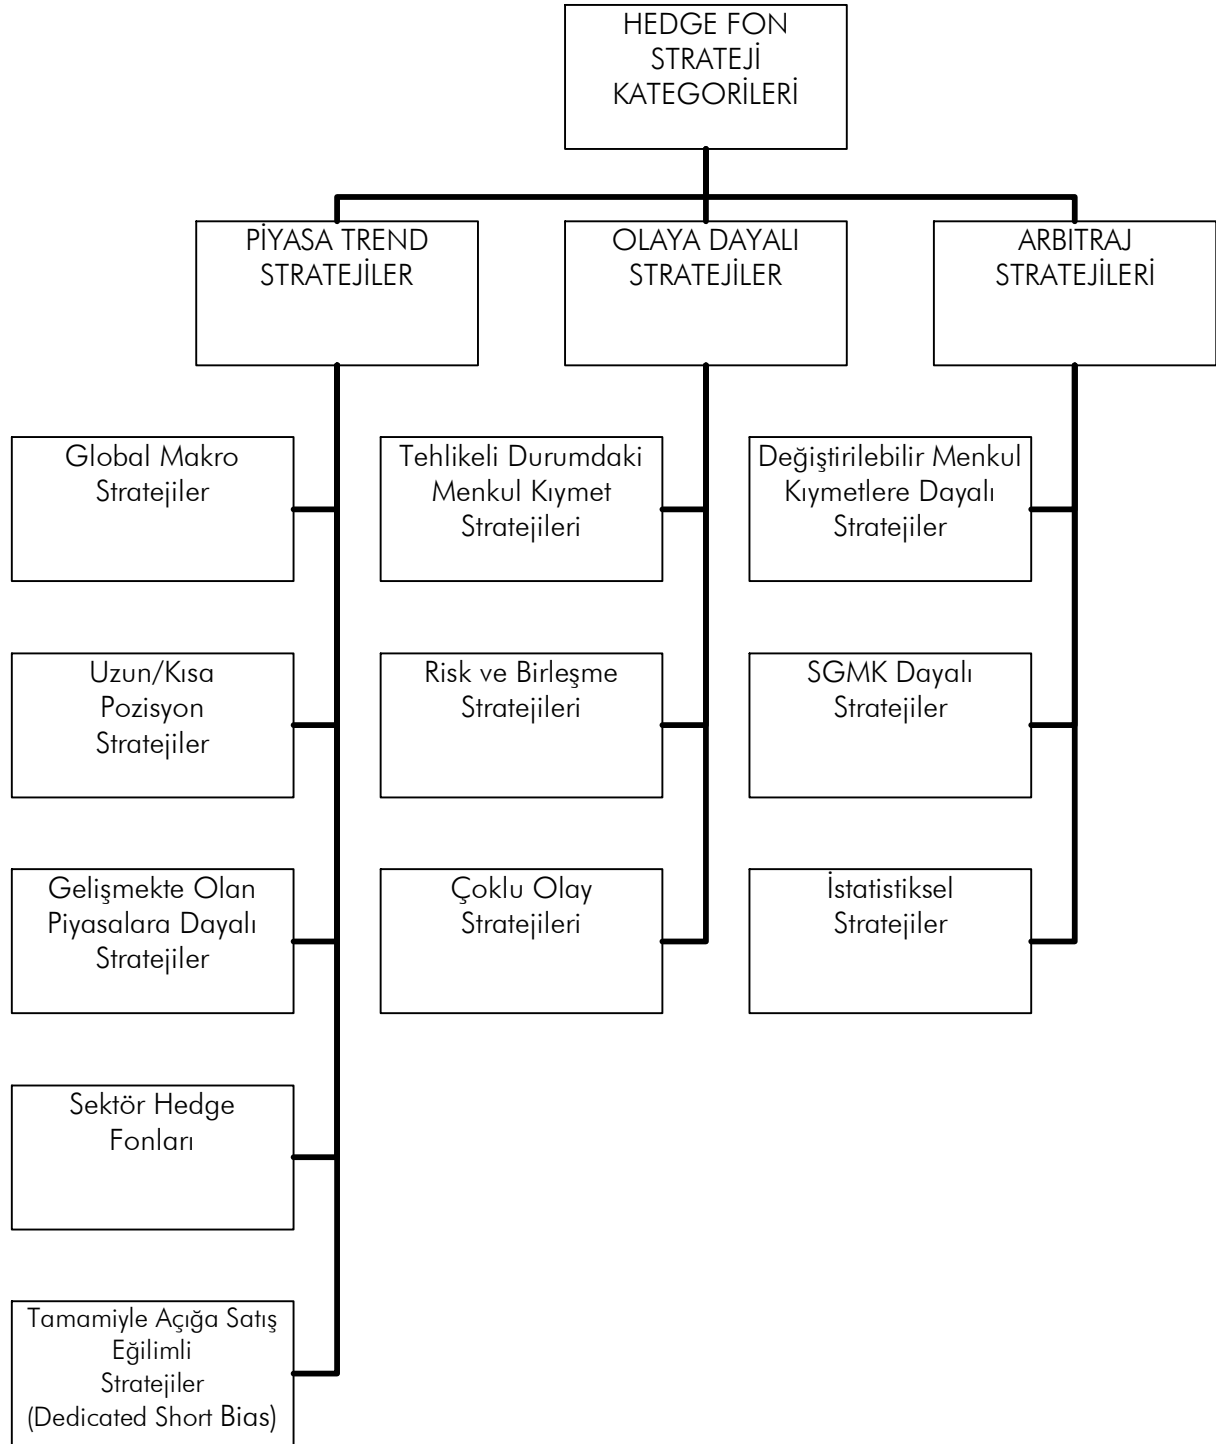 HEDGE FON
STRATEJİ
KATEGORİLERİ
PİYASA TREND
STRATEJİLER
OLAYA DAYALI
STRATEJİLER
ARBITRAJ
STRATEJİLERİ
Global Makro
Stratejiler
Tehlikeli Durumdaki
Menkul Kıymet
Stratejileri
Değiştirilebilir Menkul
Kıymetlere Dayalı
Stratejiler
Uzun/Kısa
Pozisyon
Stratejiler
Risk ve Birleşme
Stratejileri
SGMK Dayalı
Stratejiler
Gelişmekte Olan
Piyasalara Dayalı
Stratejiler
Çoklu Olay
Stratejileri
İstatistiksel
Stratejiler
Sektör Hedge
Fonları
Tamamiyle Açığa Satış
Eğilimli
Stratejiler
(Dedicated Short Bias)